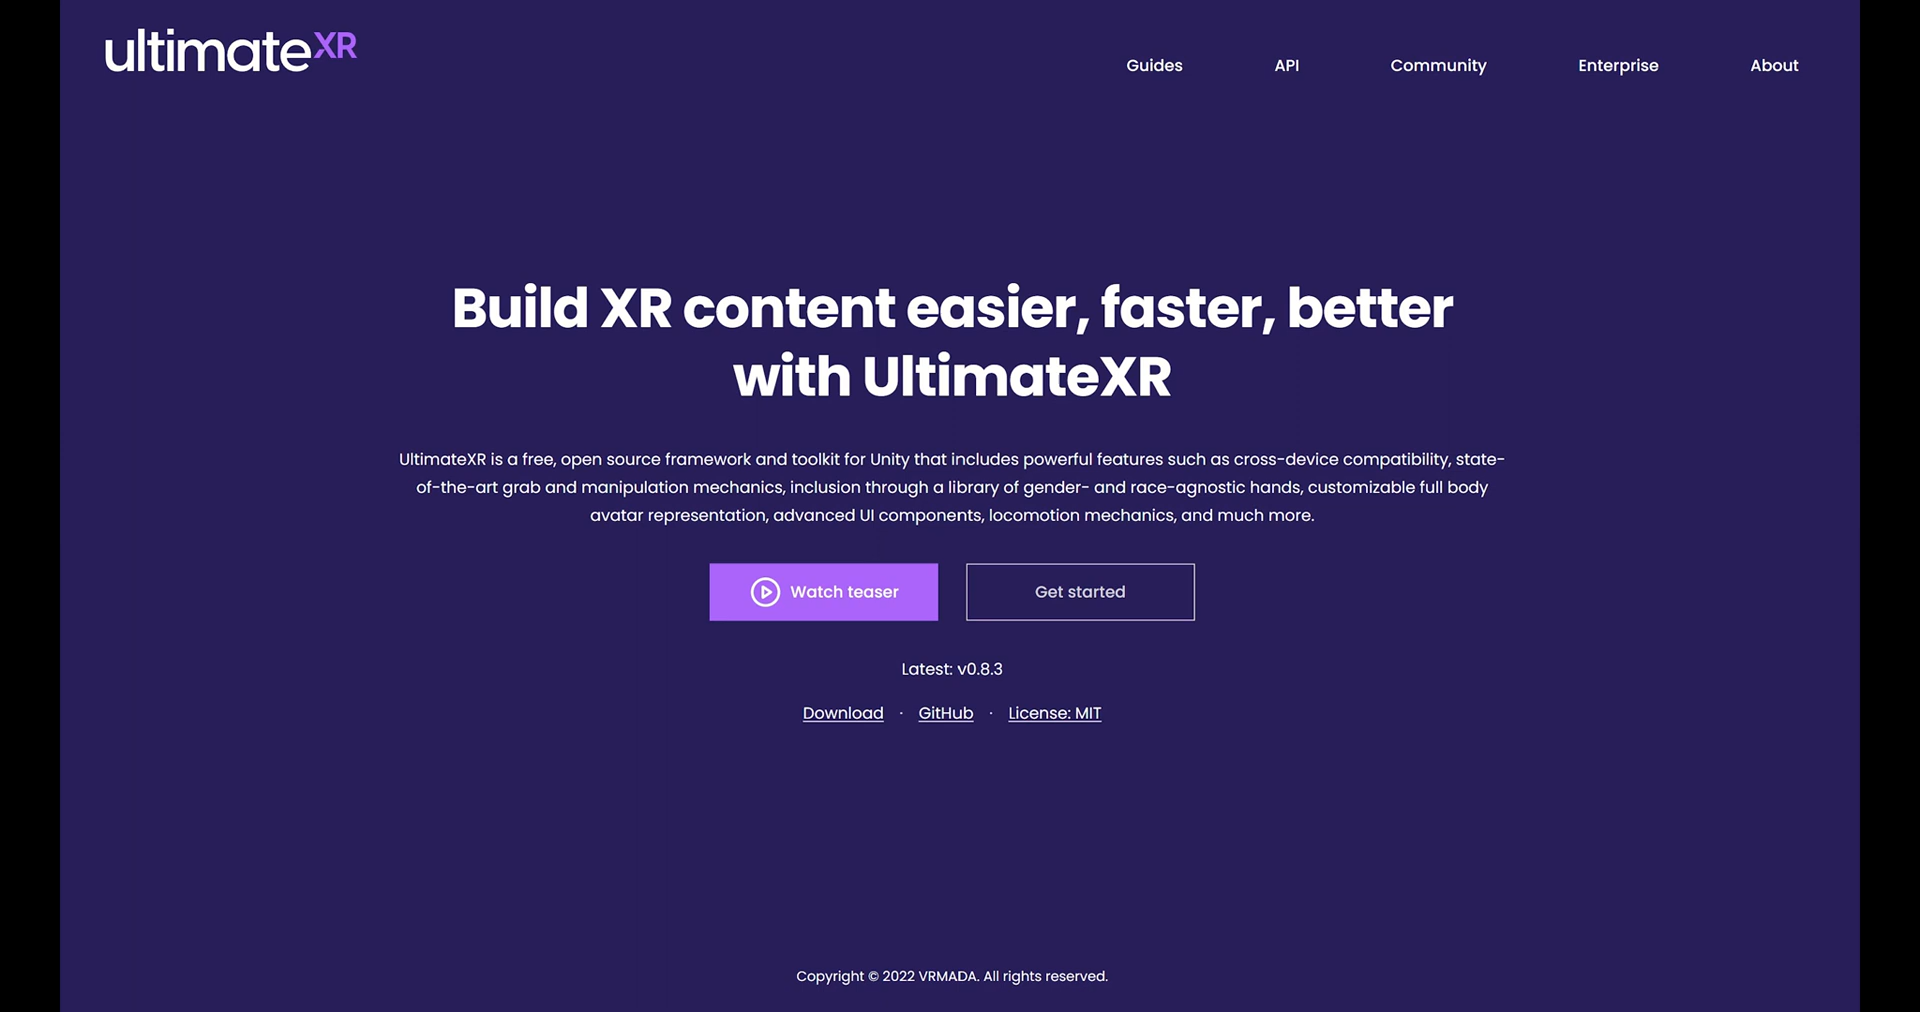 ultimateXR
Guides API Community Enterprise About
Build XR content easier, faster, better
with UltimateXR
UltimateXR is a free, open source framework and toolkit for Unity that includes powerful features such as cross-device compatibility, state-
of-the-art grab and manipulation mechanics, inclusion through a library of gender- and race-agnostic hands, customizable full body
avatar representation, advanced UI components, locomotion mechanics, and much more.
Watch teaser Get started
Latest: v0.8.3
Download · GitHub · License: MIT
Copyright © 2022 VRMADA. All rights reserved.